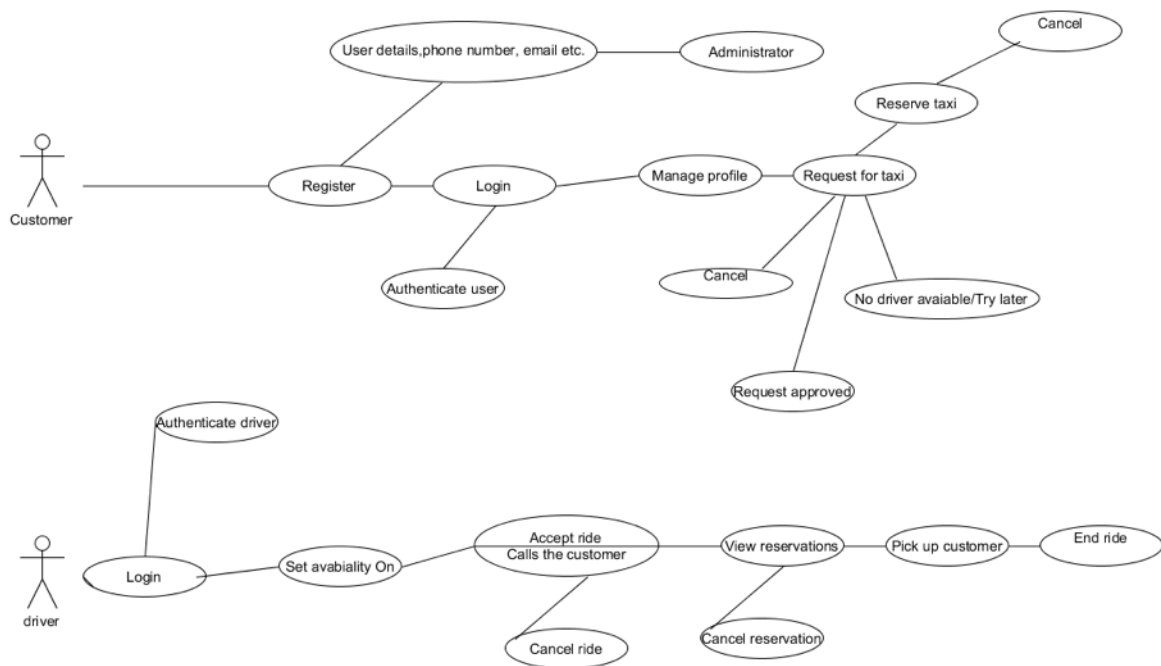 Cancel
User details,phone number, email etc.
Administrator
Reserve taxi
Customer
Register
Login
Manage profile
Request for taxi
Authenticate user
Cancel
No driver avaiable/Try later
Request approved
Authenticate driver
driver
Login
Set avabiality On
Accept ride
Calls the customer
View reservations
Pick up customer
End ride
Cancel ride
Cancel reservation